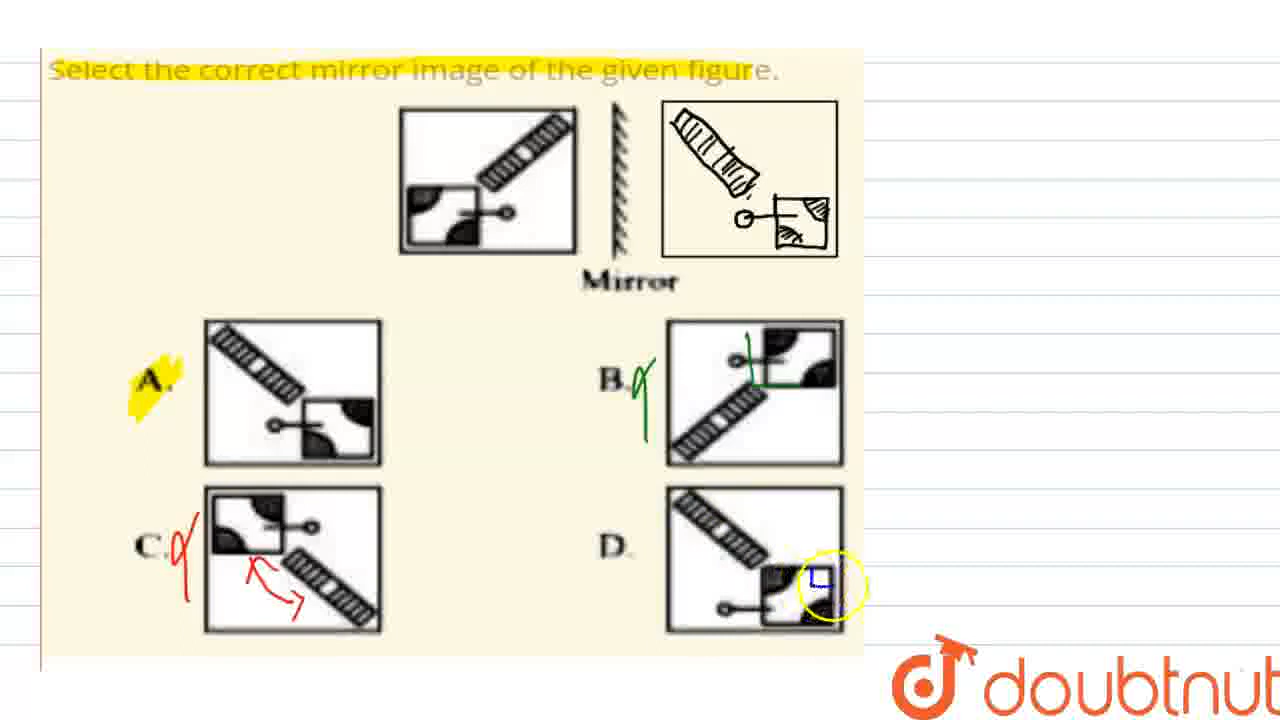 Select the correct mirror image of the given figure.
Mirror
A.
B.
C.
D.
doubtnut